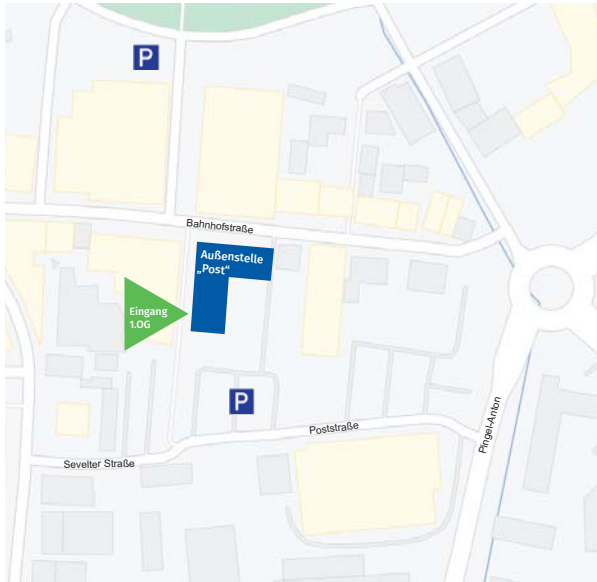 P
Bahnhofstraße
Außenstelle
„Post“
Eingang
1.OG
P
Poststraße
Pingel-Anton
Sevelter Straße